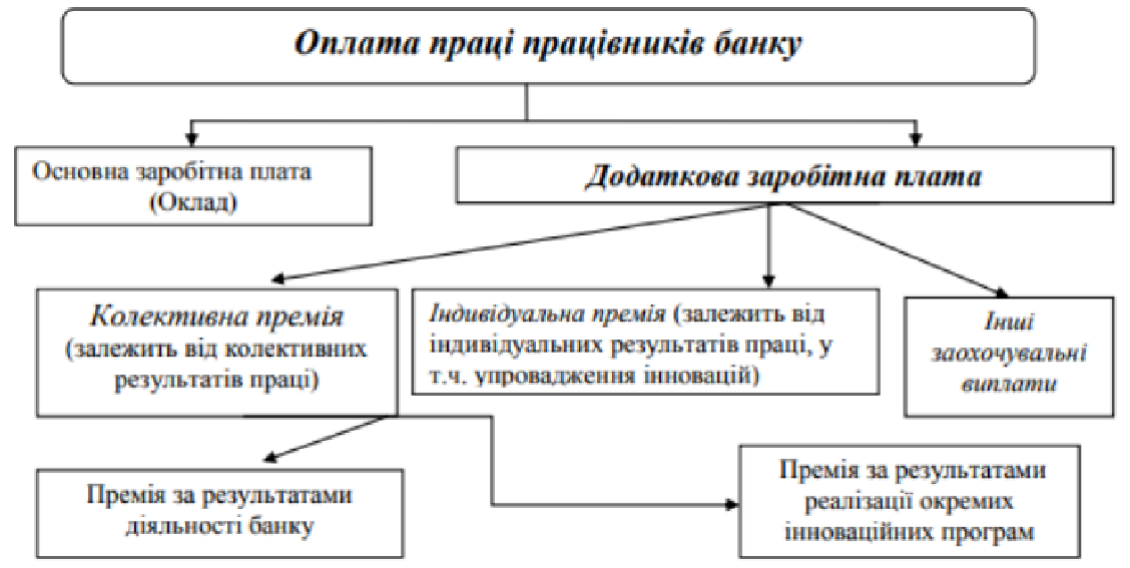 Оплата праці працівників банку
Основна заробітна плата
(Оклад)
Додаткова заробітна плата
Колективна премія
(залежить від колективних
результатів праці)
Індивідуальна премія (залежить від
індивідуальних результатів праці, у
т.ч. упровадження інновацій)
Інші
заохочувальні
виплати
Премія за результатами
діяльності банку
Премія за результатами
реалізації окремих
інноваційних програм